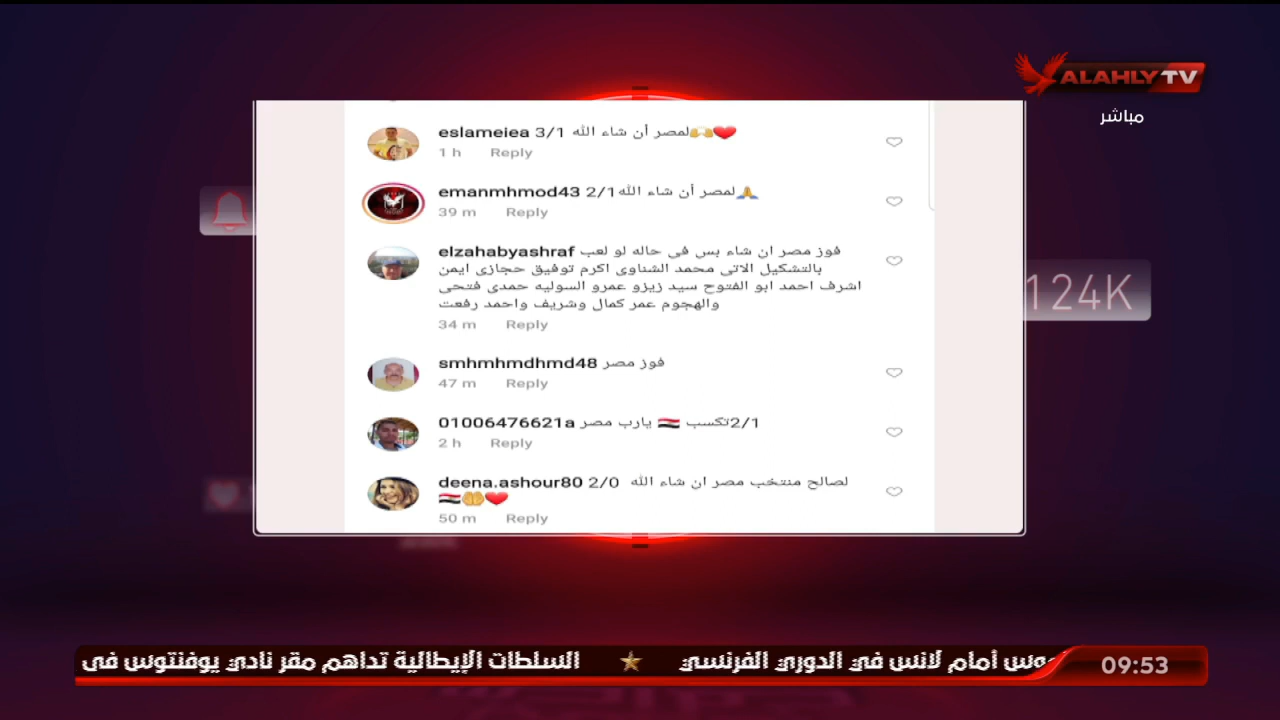 ALAHLY TV
مباشر
eslameiea 3/1 لمصر أن شاء الله🫶❤️
1 h Reply
emanmhmod43 2/1لمصر أن شاء الله🙏
39 m Reply
elzahabyashraf فوز مصر ان شاء بس فى حاله لو لعب
بالتشكيل الاتى محمد الشناوى اكرم توفيق حجازى ايمن
اشرف احمد ابو الفتوح سيد زيزو عمرو السوليه حمدى فتحى
والهجوم عمر كمال وشريف واحمد رفعت
34 m Reply
124K
smhmhmdhmd48 فوز مصر
47 m Reply
01006476621a يارب مصر 🇪🇬 تكسب2/1
2 h Reply
deena.ashour80 2/0 لصالح منتخب مصر ان شاء الله
🇪🇬🤲❤️
50 m Reply
أمام لانس في الدوري الفرنسي ★ السلطات الإيطالية تداهم مقر نادي يوفنتوس فى
09:53